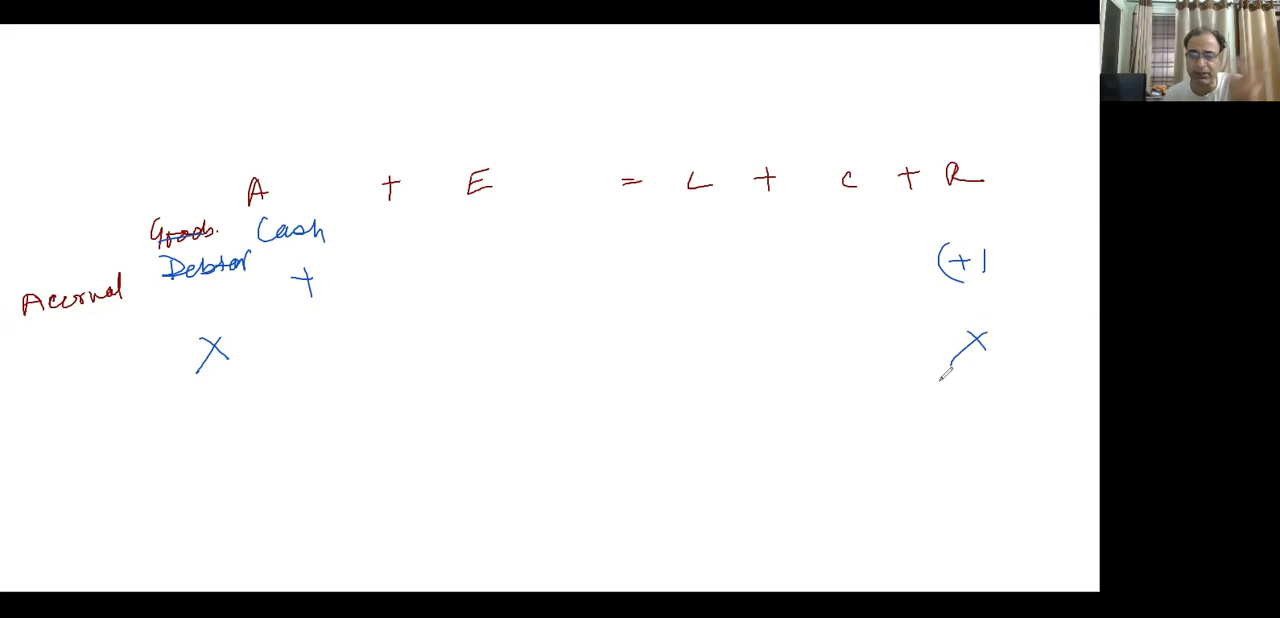 A + E = L + C + R
Goods. Cash
Debtor + (+)
Accrual
X X